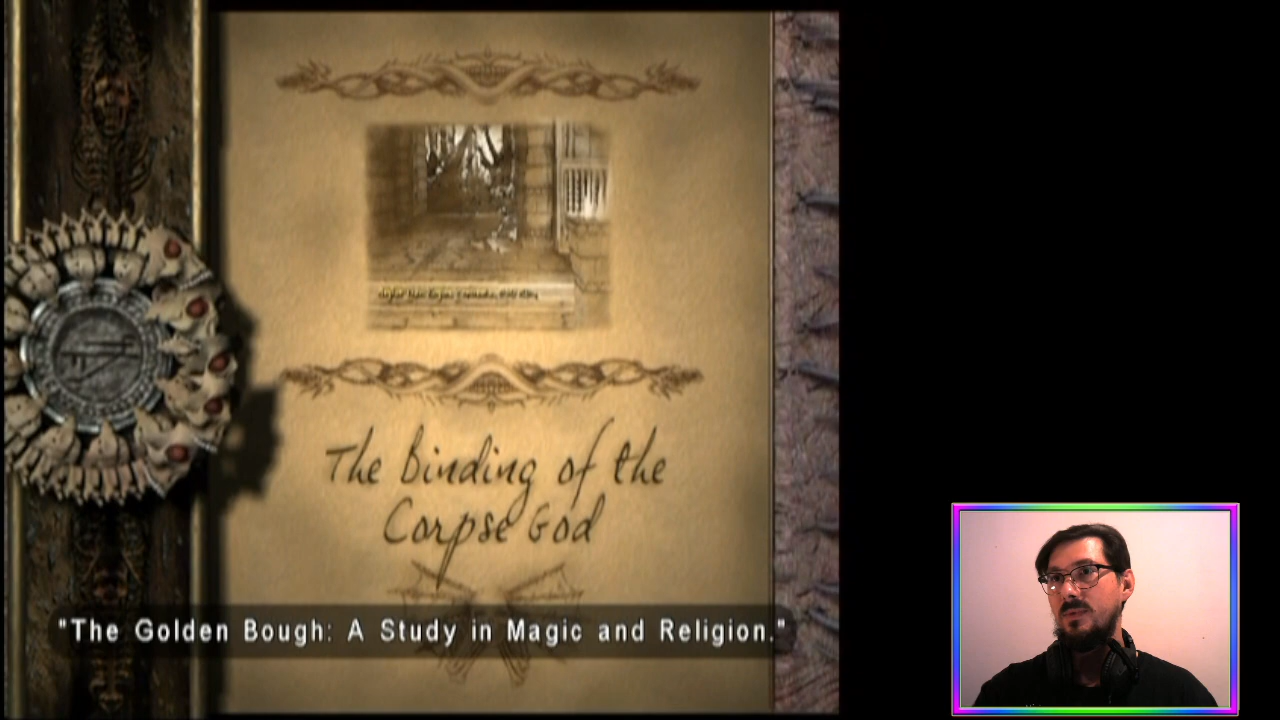 The Binding of the
Corpse God
"The Golden Bough: A Study in Magic and Religion."